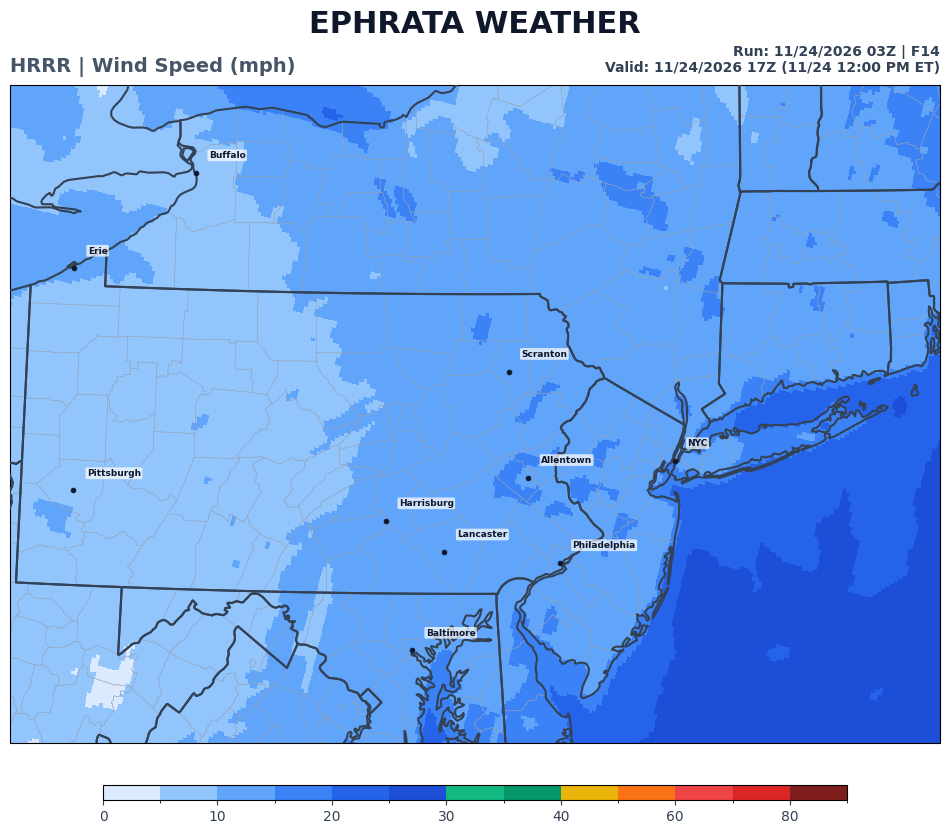 EPHRATA WEATHER
HRRR | Wind Speed (mph)
Run: 11/24/2026 03Z | F14
Valid: 11/24/2026 17Z (11/24 12:00 PM ET)
Buffalo
Erie
Scranton
NYC
Allentown
Pittsburgh
Harrisburg
Lancaster
Philadelphia
Baltimore
0 10 20 30 40 50 60 70 80